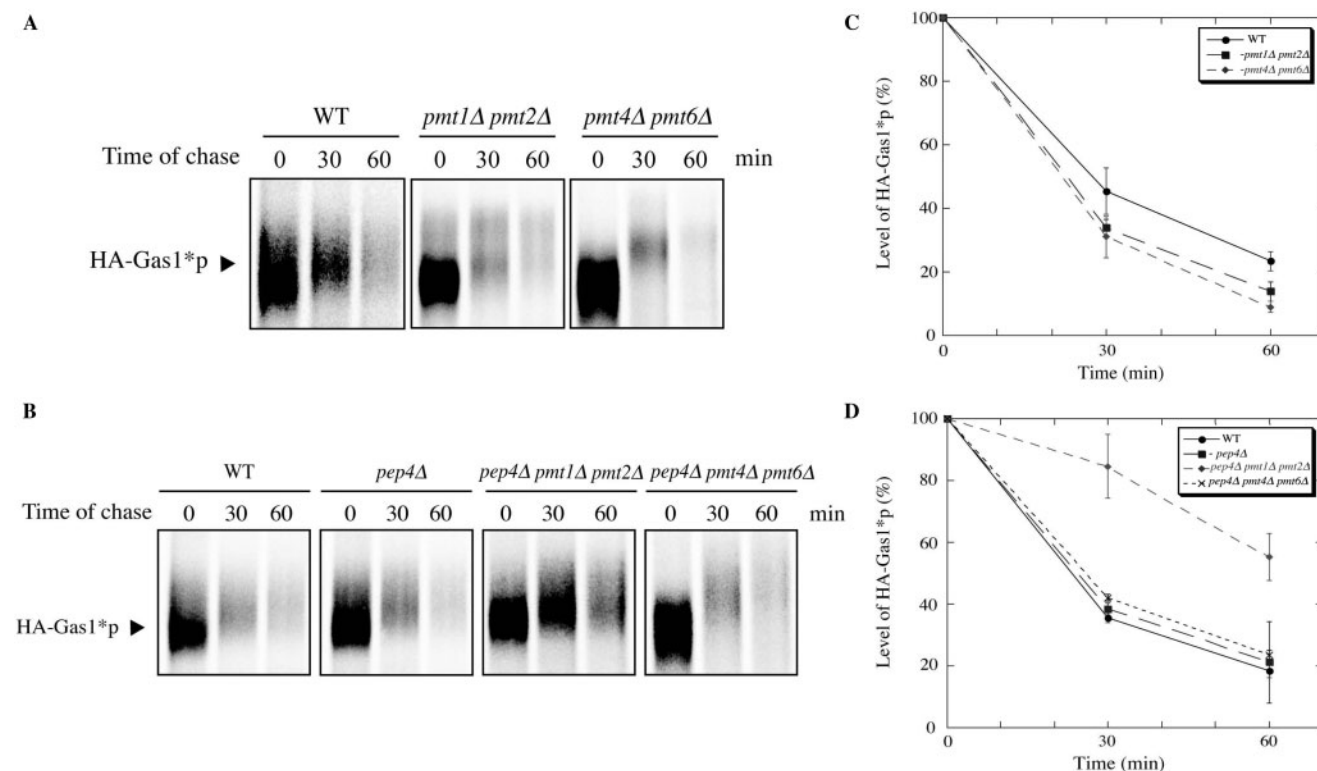 A
WT pmt1Δ pmt2Δ pmt4Δ pmt6Δ
Time of chase 0 30 60 0 30 60 0 30 60 min
HA-Gas1*p
B
WT pep4Δ pep4Δ pmt1Δ pmt2Δ pep4Δ pmt4Δ pmt6Δ
Time of chase 0 30 60 0 30 60 0 30 60 0 30 60 min
HA-Gas1*p
C
Level of HA-Gas1*p (%)
100
80
60
40
20
0
0 30 60
Time (min)
WT
-pmt1Δ pmt2Δ
-pmt4Δ pmt6Δ
D
Level of HA-Gas1*p (%)
100
80
60
40
20
0
0 30 60
Time (min)
WT
- pep4Δ
pep4Δ pmt1Δ pmt2Δ
pep4Δ pmt4Δ pmt6Δ